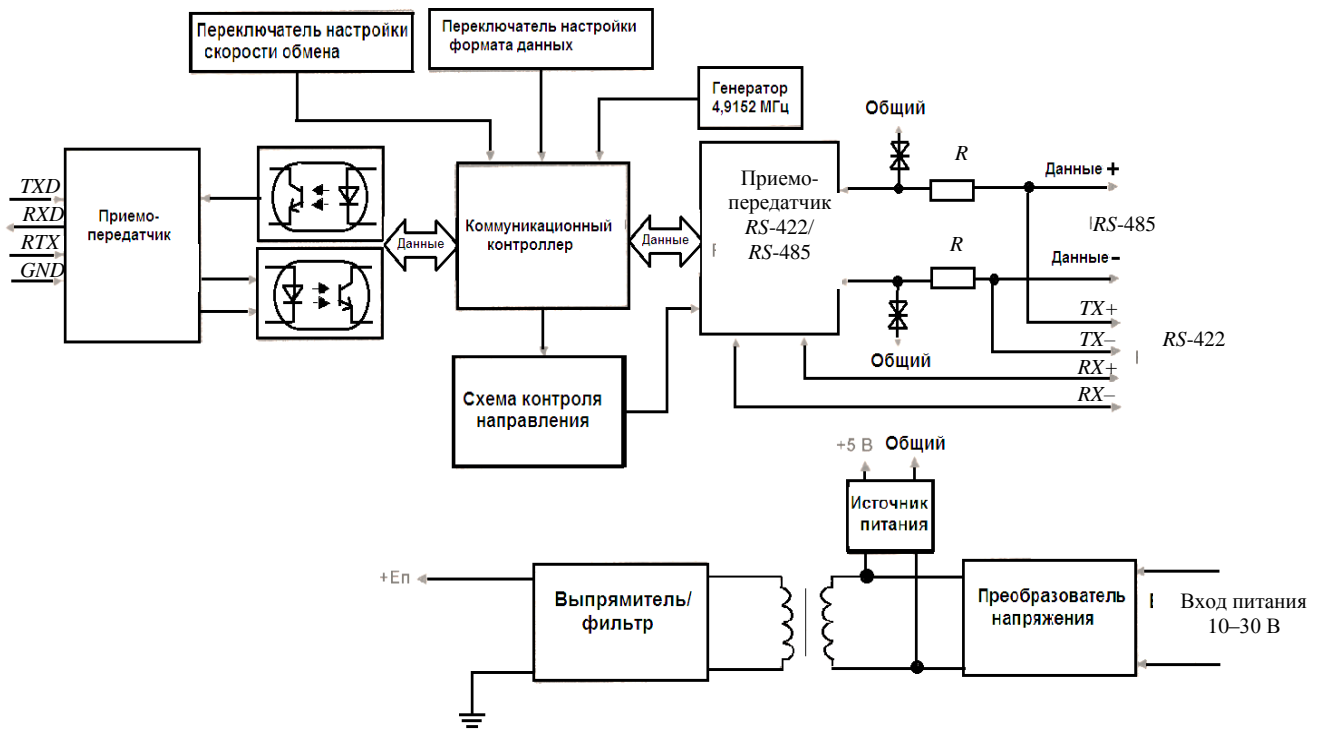 Переключатель настройки
скорости обмена
Переключатель настройки
формата данных
Генератор
4,9152 МГц
Общий
R
Данные +
TXD
RXD
RTX
GND
Приемо-
передатчик
Данные
Коммуникационный
контроллер
Данные
Приемо-
передатчик
RS-422/
RS-485
RS-485
R
Данные –
Общий
TX+
TX–
RX+
RX–
RS-422
Схема контроля
направления
+5 В
Общий
Источник
питания
+Eп
Выпрямитель/
фильтр
Преобразователь
напряжения
Вход питания
10–30 В